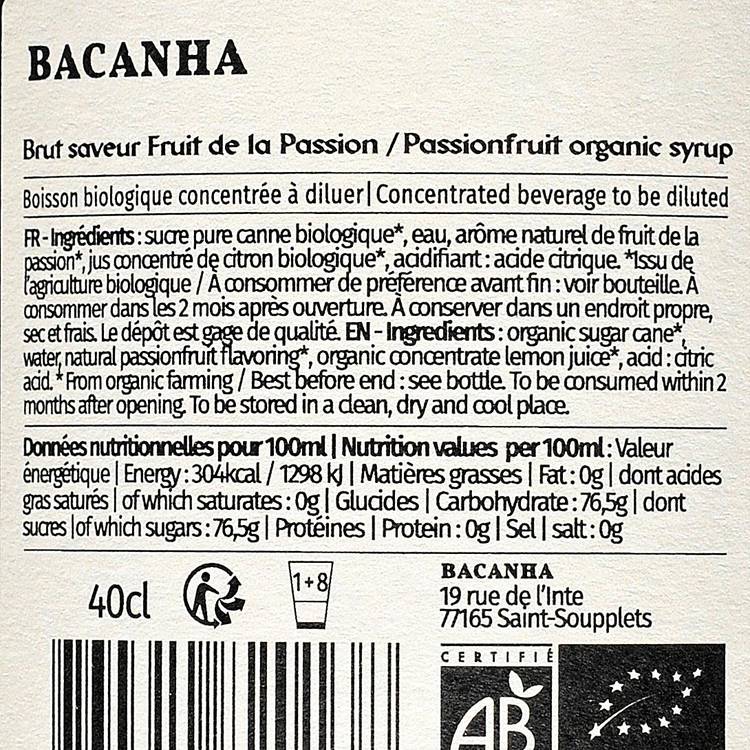 BACANHA
Brut saveur Fruit de la Passion / Passionfruit organic syrup
Boisson biologique concentrée à diluer | Concentrated beverage to be diluted
FR - Ingrédients : sucre pure canne biologique*, eau, arôme naturel de fruit de la
passion*, jus concentré de citron biologique*, acidifiant : acide citrique. *Issu de
l'agriculture biologique / À consommer de préférence avant fin : voir bouteille. À
consommer dans les 2 mois après ouverture. À conserver dans un endroit propre,
sec et frais. Le dépôt est gage de qualité. EN - Ingredients : organic sugar cane*,
water, natural passionfruit flavoring*, organic concentrate lemon juice*, acid : citric
acid. * From organic farming / Best before end : see bottle. To be consumed within 2
months after opening. To be stored in a clean, dry and cool place.
Données nutritionnelles pour 100ml | Nutrition values per 100ml : Valeur
énergétique | Energy : 304kcal / 1298 kJ | Matières grasses | Fat : 0g | dont acides
gras saturés | of which saturates : 0g | Glucides | Carbohydrate : 76,5g | dont
sucres | of which sugars : 76,5g | Protéines | Protein : 0g | Sel | salt : 0g
40cl
1+8
BACANHA
19 rue de l'Inte
77165 Saint-Soupplets
CERTIFIÉ
AB